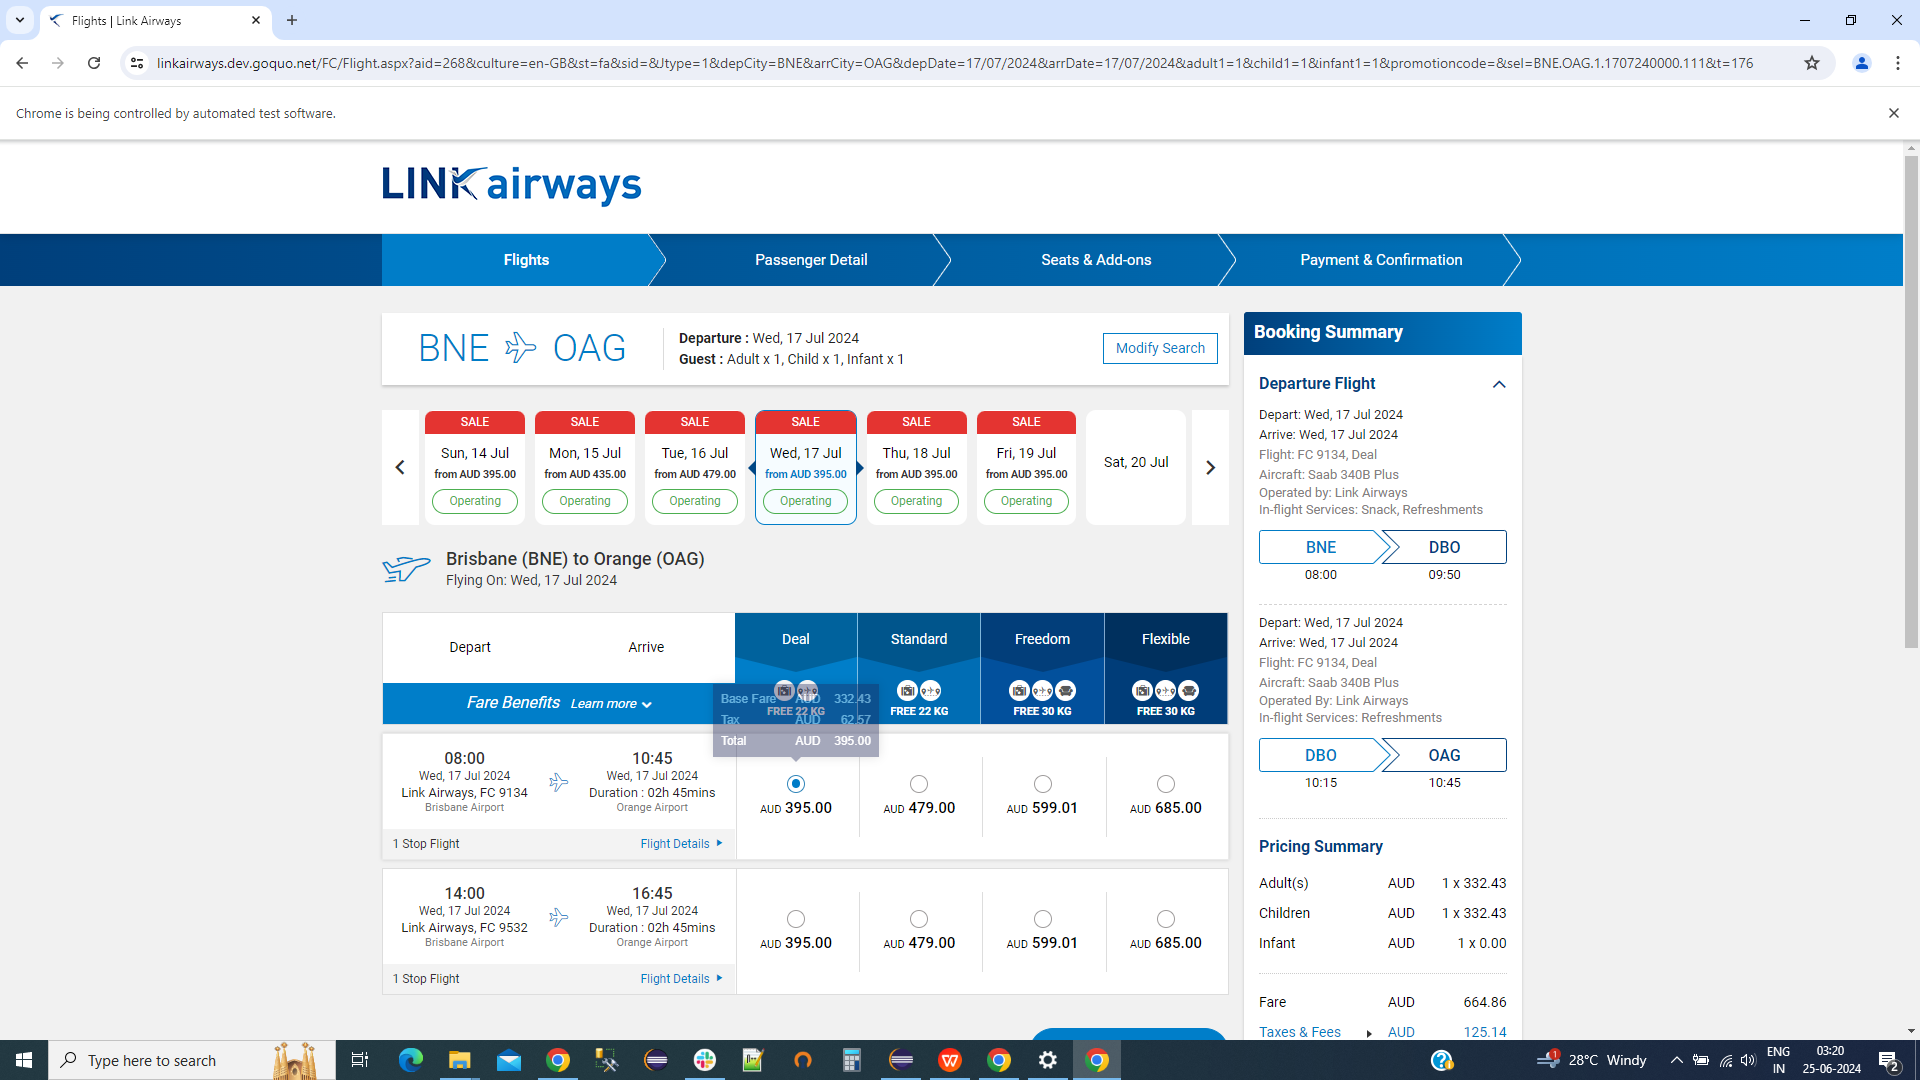 Flights | Link Airways
linkairways.dev.goquo.net/FC/Flight.aspx?aid=268&culture=en-GB&st=fa&sid=&Jtype=1&depCity=BNE&arrCity=OAG&depDate=17/07/2024&arrDate=17/07/2024&adult1=1&child1=1&infant1=1&promotioncode=&sel=BNE.OAG.1.1707240000.111&t=176
Chrome is being controlled by automated test software.
LINK airways
Flights
Passenger Detail
Seats & Add-ons
Payment & Confirmation
BNE OAG
Departure : Wed, 17 Jul 2024
Guest : Adult x 1, Child x 1, Infant x 1
Modify Search
SALE SALE SALE SALE SALE SALE
Sun, 14 Jul Mon, 15 Jul Tue, 16 Jul Wed, 17 Jul Thu, 18 Jul Fri, 19 Jul Sat, 20 Jul
from AUD 395.00 from AUD 435.00 from AUD 479.00 from AUD 395.00 from AUD 395.00 from AUD 395.00
Operating Operating Operating Operating Operating Operating
Brisbane (BNE) to Orange (OAG)
Flying On: Wed, 17 Jul 2024
Depart Arrive Deal Standard Freedom Flexible
Fare Benefits Learn more
FREE 22 KG FREE 22 KG FREE 30 KG FREE 30 KG
Base Fare AUD 332.43
Tax AUD 62.57
Total AUD 395.00
08:00 10:45
Wed, 17 Jul 2024 Wed, 17 Jul 2024
Link Airways, FC 9134 Duration : 02h 45mins
Brisbane Airport Orange Airport
AUD 395.00 AUD 479.00 AUD 599.01 AUD 685.00
1 Stop Flight Flight Details
14:00 16:45
Wed, 17 Jul 2024 Wed, 17 Jul 2024
Link Airways, FC 9532 Duration : 02h 45mins
Brisbane Airport Orange Airport
AUD 395.00 AUD 479.00 AUD 599.01 AUD 685.00
1 Stop Flight Flight Details
Booking Summary
Departure Flight
Depart: Wed, 17 Jul 2024
Arrive: Wed, 17 Jul 2024
Flight: FC 9134, Deal
Aircraft: Saab 340B Plus
Operated by: Link Airways
In-flight Services: Snack, Refreshments
BNE DBO
08:00 09:50
Depart: Wed, 17 Jul 2024
Arrive: Wed, 17 Jul 2024
Flight: FC 9134, Deal
Aircraft: Saab 340B Plus
Operated By: Link Airways
In-flight Services: Refreshments
DBO OAG
10:15 10:45
Pricing Summary
Adult(s) AUD 1 x 332.43
Children AUD 1 x 332.43
Infant AUD 1 x 0.00
Fare AUD 664.86
Taxes & Fees AUD 125.14
Type here to search
1
28°C Windy
ENG
IN
03:20
25-06-2024
2